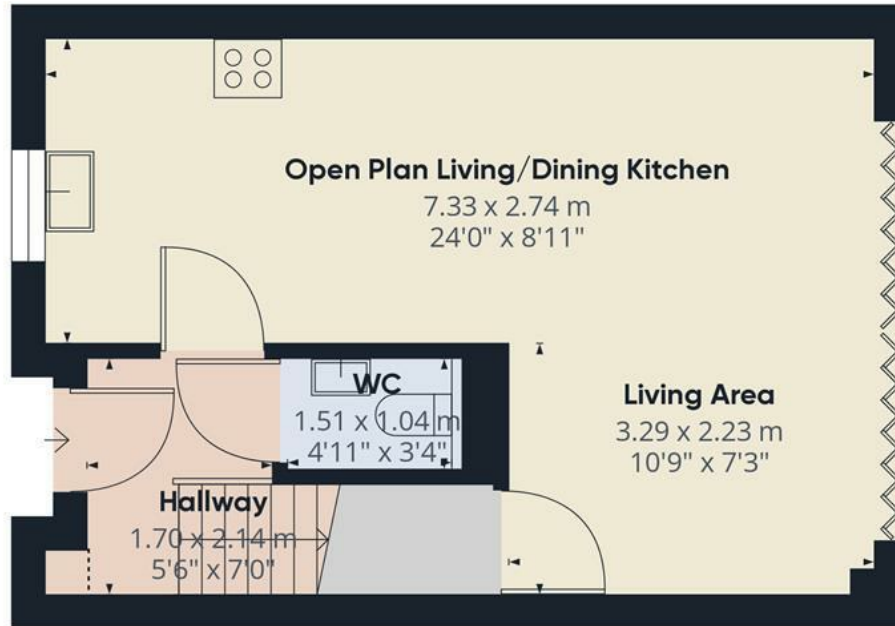 Open Plan Living/Dining Kitchen
7.33 x 2.74 m
24'0" x 8'11"
WC
1.51 x 1.04 m
4'11" x 3'4"
Living Area
3.29 x 2.23 m
10'9" x 7'3"
Hallway
1.70 x 2.14 m
5'6" x 7'0"